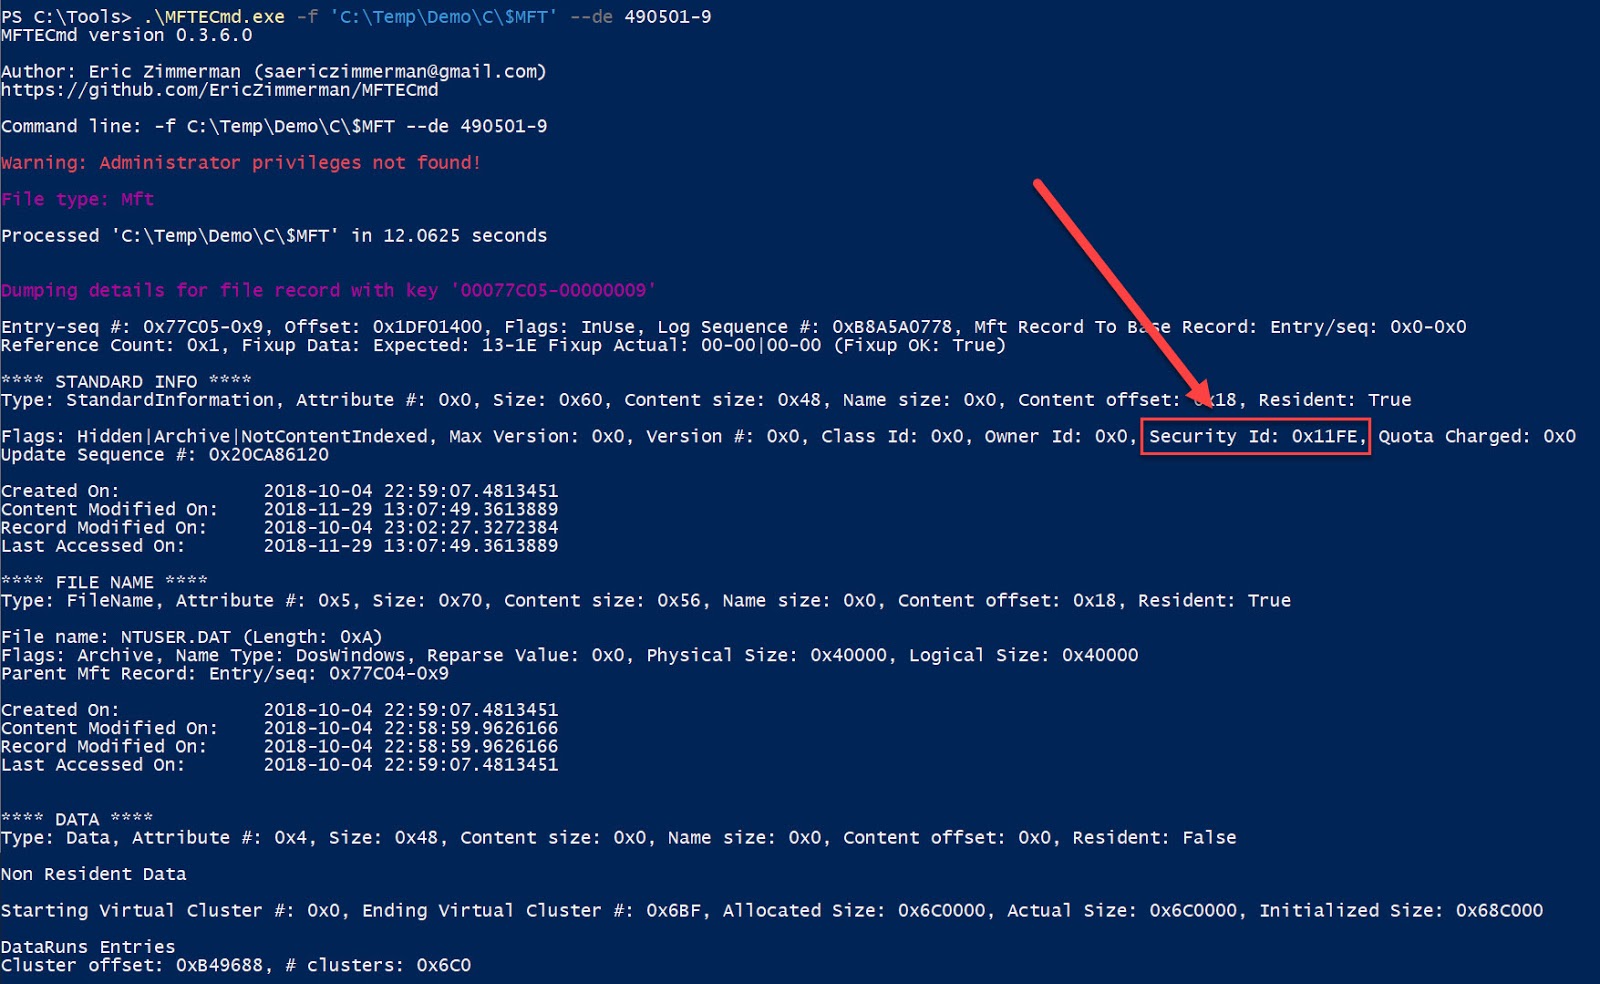 PS C:\Tools> .\MFTECmd.exe -f 'C:\Temp\Demo\C\$MFT' --de 490501-9
MFTECmd version 0.3.6.0
Author: Eric Zimmerman (saericzimmerman@gmail.com)
https://github.com/EricZimmerman/MFTECmd
Command line: -f C:\Temp\Demo\C\$MFT --de 490501-9
Warning: Administrator privileges not found!
File type: Mft
Processed 'C:\Temp\Demo\C\$MFT' in 12.0625 seconds
Dumping details for file record with key '00077C05-00000009'
Entry-seq #: 0x77C05-0x9, Offset: 0x1DF01400, Flags: InUse, Log Sequence #: 0xB8A5A0778, Mft Record To Base Record: Entry/seq: 0x0-0x0
Reference Count: 0x1, Fixup Data: Expected: 13-1E Fixup Actual: 00-00|00-00 (Fixup OK: True)
**** STANDARD INFO ****
Type: StandardInformation, Attribute #: 0x0, Size: 0x60, Content size: 0x48, Name size: 0x0, Content offset: 0x18, Resident: True
Flags: Hidden|Archive|NotContentIndexed, Max Version: 0x0, Version #: 0x0, Class Id: 0x0, Owner Id: 0x0, Security Id: 0x11FE, Quota Charged: 0x0
Update Sequence #: 0x20CA86120
Created On: 2018-10-04 22:59:07.4813451
Content Modified On: 2018-11-29 13:07:49.3613889
Record Modified On: 2018-10-04 23:02:27.3272384
Last Accessed On: 2018-11-29 13:07:49.3613889
**** FILE NAME ****
Type: FileName, Attribute #: 0x5, Size: 0x70, Content size: 0x56, Name size: 0x0, Content offset: 0x18, Resident: True
File name: NTUSER.DAT (Length: 0xA)
Flags: Archive, Name Type: DosWindows, Reparse Value: 0x0, Physical Size: 0x40000, Logical Size: 0x40000
Parent Mft Record: Entry/seq: 0x77C04-0x9
Created On: 2018-10-04 22:59:07.4813451
Content Modified On: 2018-10-04 22:58:59.9626166
Record Modified On: 2018-10-04 22:58:59.9626166
Last Accessed On: 2018-10-04 22:59:07.4813451
**** DATA ****
Type: Data, Attribute #: 0x4, Size: 0x48, Content size: 0x0, Name size: 0x0, Content offset: 0x0, Resident: False
Non Resident Data
Starting Virtual Cluster #: 0x0, Ending Virtual Cluster #: 0x6BF, Allocated Size: 0x6C0000, Actual Size: 0x6C0000, Initialized Size: 0x68C000
DataRuns Entries
Cluster offset: 0xB49688, # clusters: 0x6C0